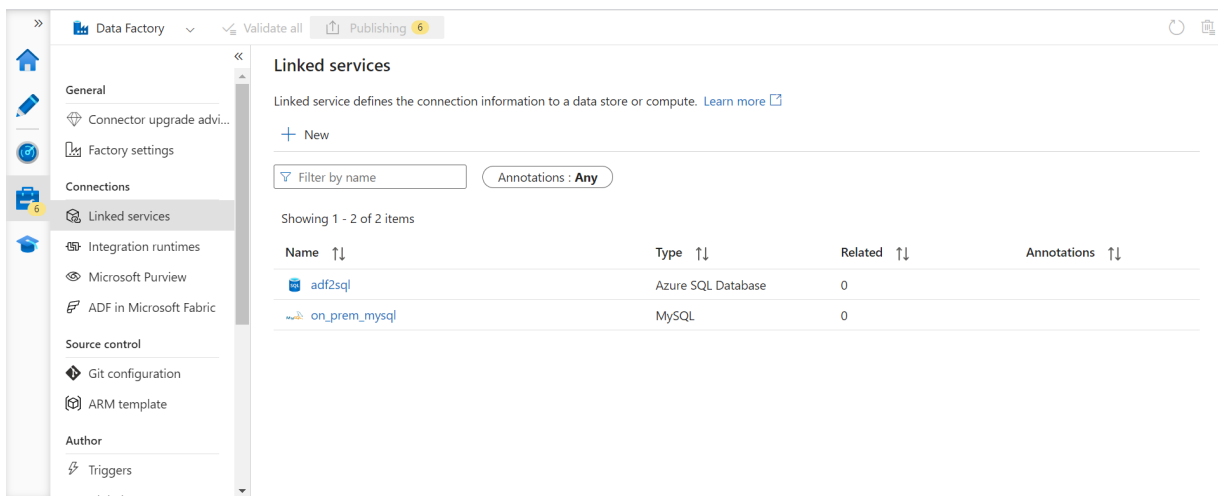 Data Factory
Validate all
Publishing 6
General
Connector upgrade advi...
Factory settings
Connections
6
Linked services
Integration runtimes
Microsoft Purview
ADF in Microsoft Fabric
Source control
Git configuration
ARM template
Author
Triggers
Linked services
Linked service defines the connection information to a data store or compute. Learn more
New
Filter by name
Annotations : Any
Showing 1 - 2 of 2 items
Name Type Related Annotations
SQL adf2sql Azure SQL Database 0
MySQL on_prem_mysql MySQL 0